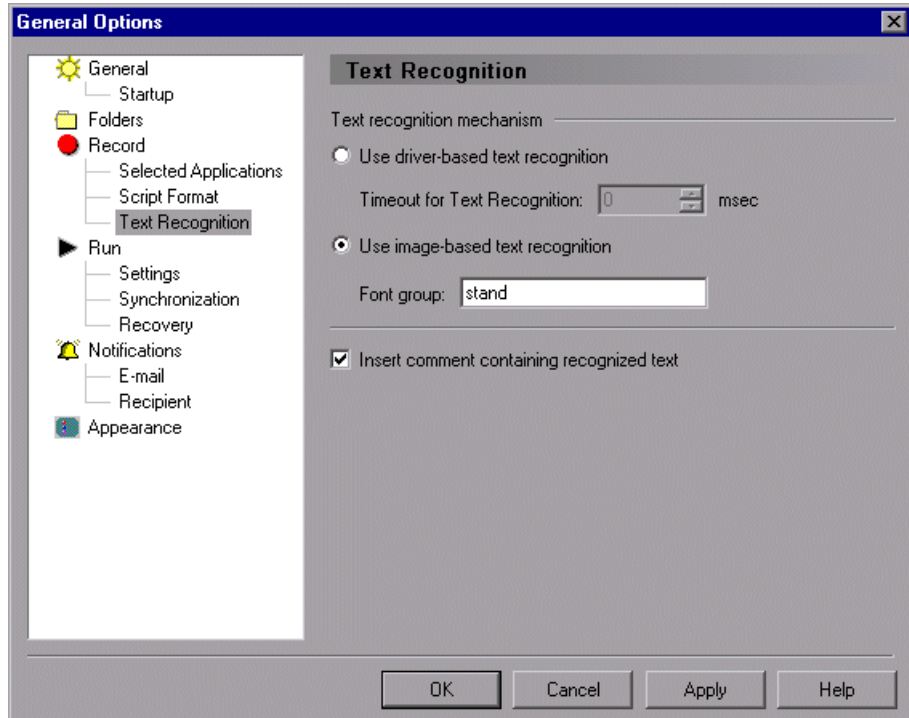 General Options
General
Startup
Folders
Record
Selected Applications
Script Format
Text Recognition
Run
Settings
Synchronization
Recovery
Notifications
E-mail
Recipient
Appearance
Text Recognition
Text recognition mechanism
Use driver-based text recognition
Timeout for Text Recognition: 0 msec
Use image-based text recognition
Font group: stand
Insert comment containing recognized text
OK Cancel Apply Help